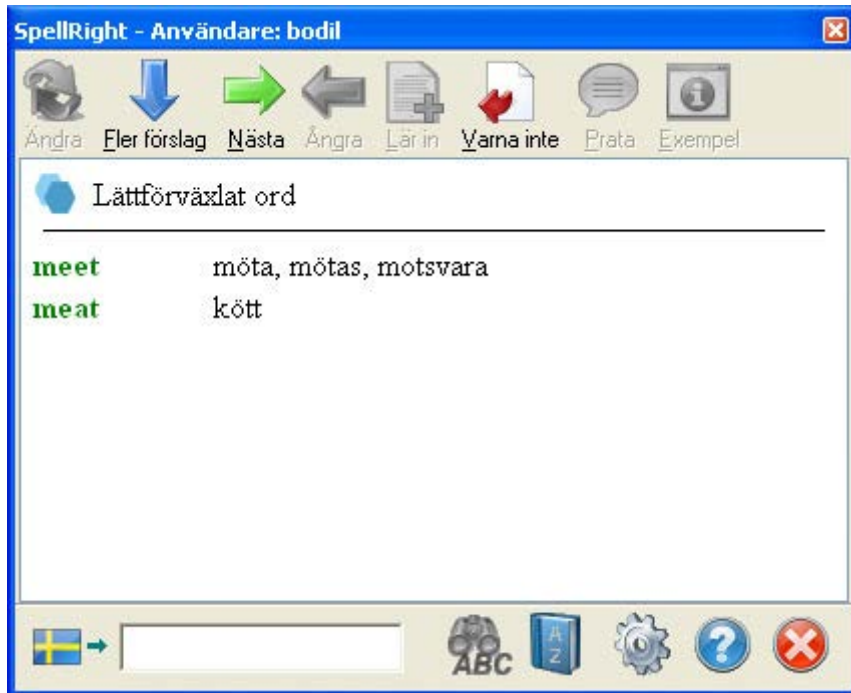 SpellRight - Användare: bodil
Ändra Fler förslag Nästa Ångra Lär in Varna inte Prata Exempel
Lättförväxlat ord
meet möta, mötas, motsvara
meat kött
ABC A Z